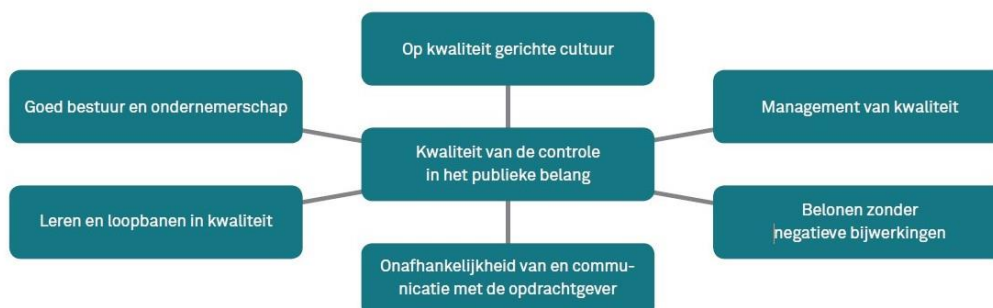 Op kwaliteit gerichte cultuur
Goed bestuur en ondernemerschap
Management van kwaliteit
Kwaliteit van de controle
in het publieke belang
Leren en loopbanen in kwaliteit
Belonen zonder
negatieve bijwerkingen
Onafhankelijkheid van en commu-
nicatie met de opdrachtgever